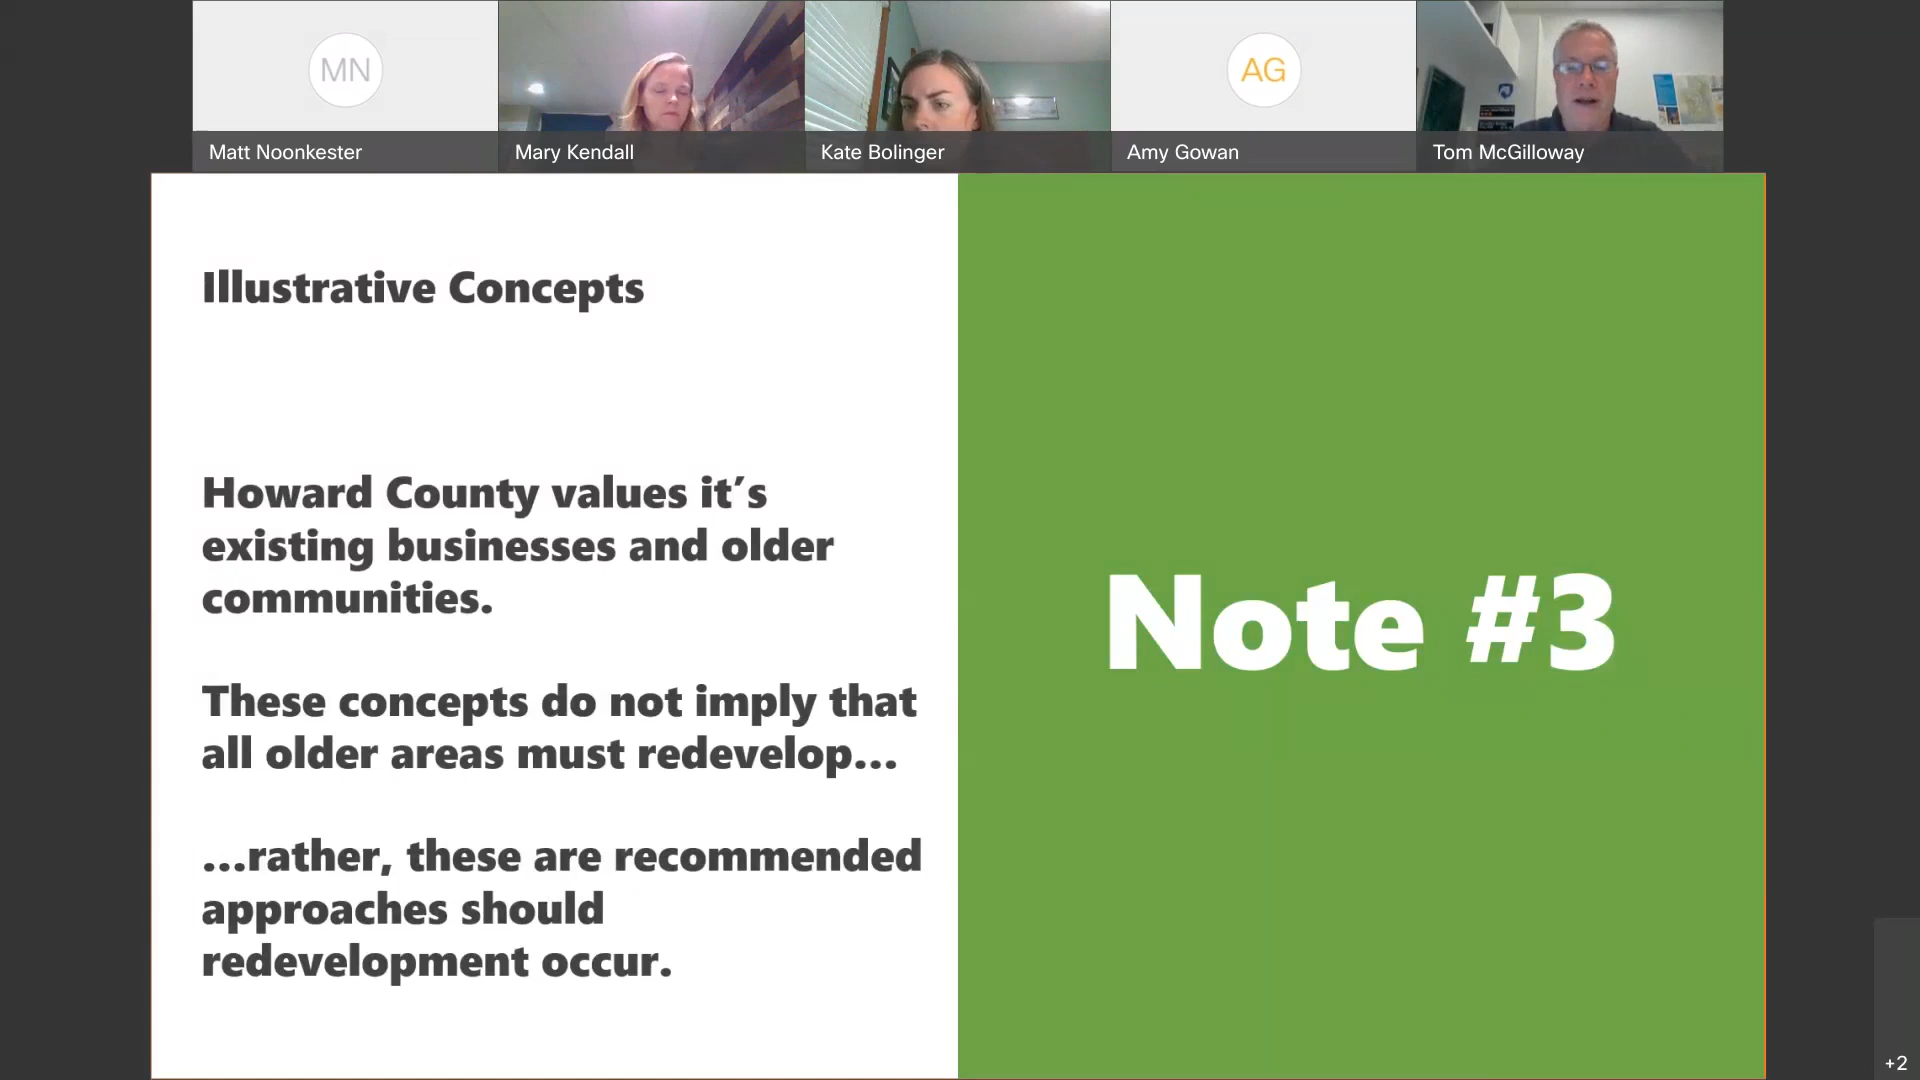 MN
AG
Matt Noonkester
Mary Kendall
Kate Bolinger
Amy Gowan
Tom McGilloway
Illustrative Concepts
Howard County values it’s
existing businesses and older
communities.
These concepts do not imply that
all older areas must redevelop...
...rather, these are recommended
approaches should
redevelopment occur.
Note #3
+2